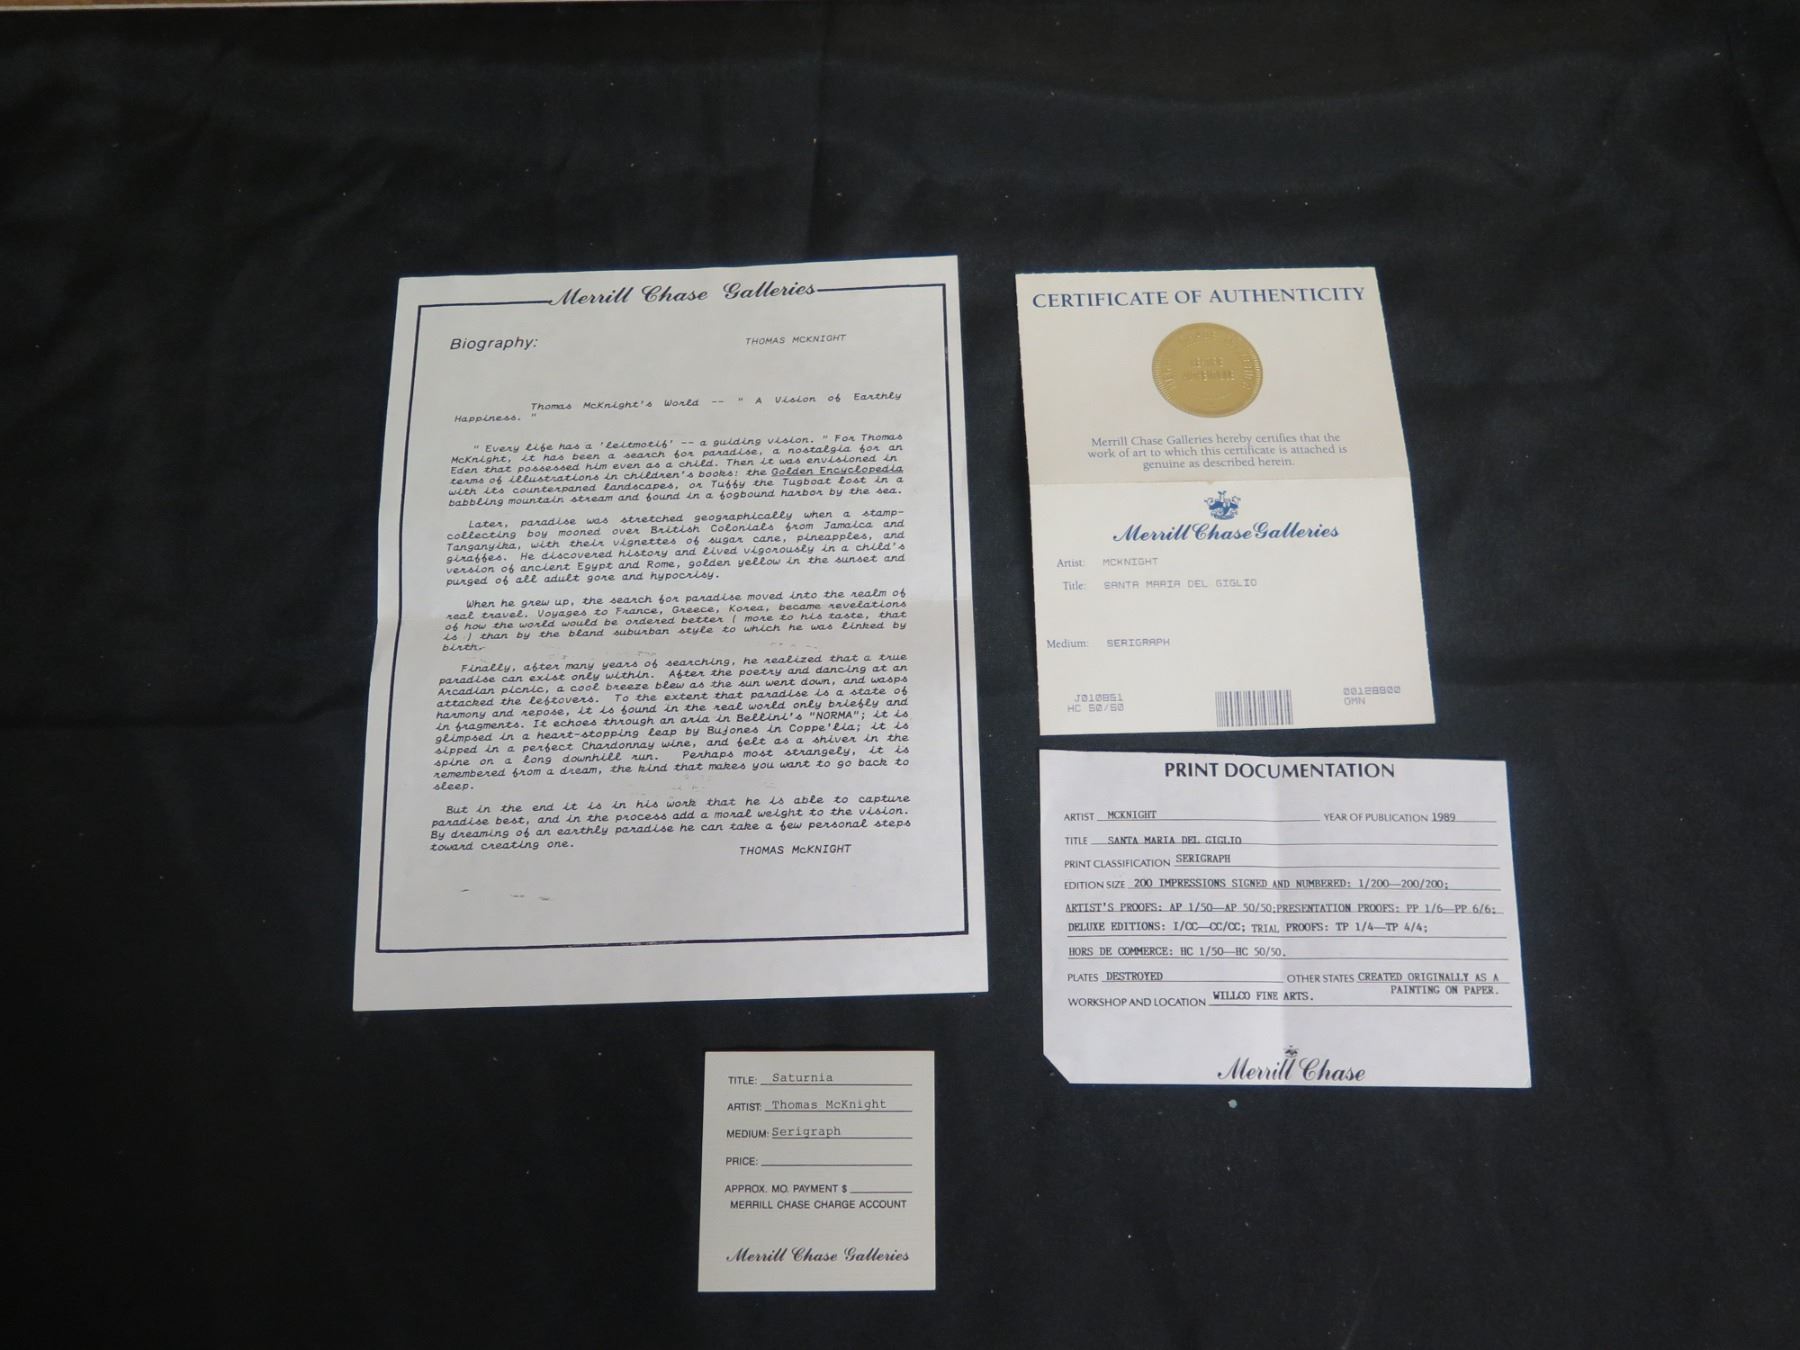 Merrill Chase Galleries
Biography:
THOMAS MCKNIGHT
Thomas McKnight's World -- " A Vision of Earthly
Happiness. "
" Every life has a 'leitmotif' -- a guiding vision. " For Thomas
McKnight, it has been a search for paradise, a nostalgia for an
Eden that possessed him even as a child. Then it was envisioned in
terms of illustrations in children's books: the Golden Encyclopedia
with its counterpaned landscapes, or Tuffy the Tugboat lost in a
babbling mountain stream and found in a fogbound harbor by the sea.
Later, paradise was stretched geographically when a stamp-
collecting boy mooned over British Colonials from Jamaica and
Tanganyika, with their vignettes of sugar cane, pineapples, and
giraffes. He discovered history and lived vigorously in a child's
version of ancient Egypt and Rome, golden yellow in the sunset and
purged of all adult gore and hypocrisy.
When he grew up, the search for paradise moved into the realm of
real travel. Voyages to France, Greece, Korea, became revelations
of how the world would be ordered better ( more to his taste, that
is ) than by the bland suburban style to which he was linked by
birth.
Finally, after many years of searching, he realized that a true
paradise can exist only within. After the poetry and dancing at an
Arcadian picnic, a cool breeze blew as the sun went down, and wasps
attacked the leftovers. To the extent that paradise is a state of
harmony and repose, it is found in the real world only briefly and
in fragments. It echoes through an aria in Bellini's "NORMA"; it is
glimpsed in a heart-stopping leap by Bujones in Coppe'lia; it is
sipped in a perfect Chardonnay wine, and felt as a shiver in the
spine on a long downhill run. Perhaps most strangely, it is
remembered from a dream, the kind that makes you want to go back to
sleep.
But in the end it is in his work that he is able to capture
paradise best, and in the process add a moral weight to the vision.
By dreaming of an earthly paradise he can take a few personal steps
toward creating one.
THOMAS McKNIGHT
CERTIFICATE OF AUTHENTICITY
Merrill Chase Galleries hereby certifies that the
work of art to which this certificate is attached is
genuine as described herein.
Merrill Chase Galleries
Artist: MCKNIGHT
Title: SANTA MARIA DEL GIGLIO
Medium: SERIGRAPH
J010851
HC 50/50
00128800
GMN
PRINT DOCUMENTATION
ARTIST MCKNIGHT YEAR OF PUBLICATION 1989
TITLE SANTA MARIA DEL GIGLIO
PRINT CLASSIFICATION SERIGRAPH
EDITION SIZE 200 IMPRESSIONS SIGNED AND NUMBERED: 1/200—200/200;
ARTIST'S PROOFS: AP 1/50—AP 50/50;PRESENTATION PROOFS: PP 1/6—PP 6/6;
DELUXE EDITIONS: I/CC—CC/CC; TRIAL PROOFS: TP 1/4—TP 4/4;
HORS DE COMMERCE: HC 1/50—HC 50/50.
PLATES DESTROYED OTHER STATES CREATED ORIGINALLY AS A
PAINTING ON PAPER.
WORKSHOP AND LOCATION WILLCO FINE ARTS.
Merrill Chase
TITLE: Saturnia
ARTIST: Thomas McKnight
MEDIUM: Serigraph
PRICE:
APPROX. MO. PAYMENT $
MERRILL CHASE CHARGE ACCOUNT
Merrill Chase Galleries